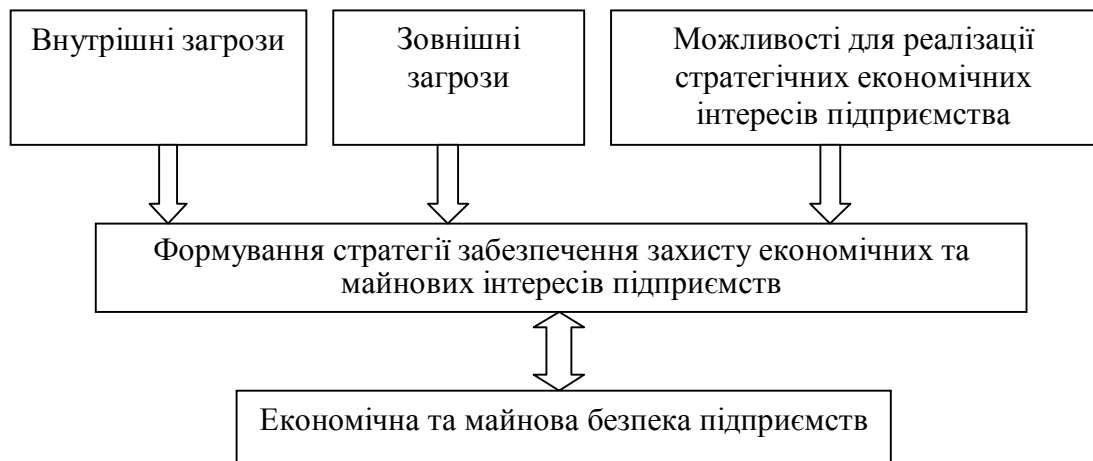 Внутрішні загрози
Зовнішні
загрози
Можливості для реалізації
стратегічних економічних
інтересів підприємства
Формування стратегії забезпечення захисту економічних та
майнових інтересів підприємств
Економічна та майнова безпека підприємств